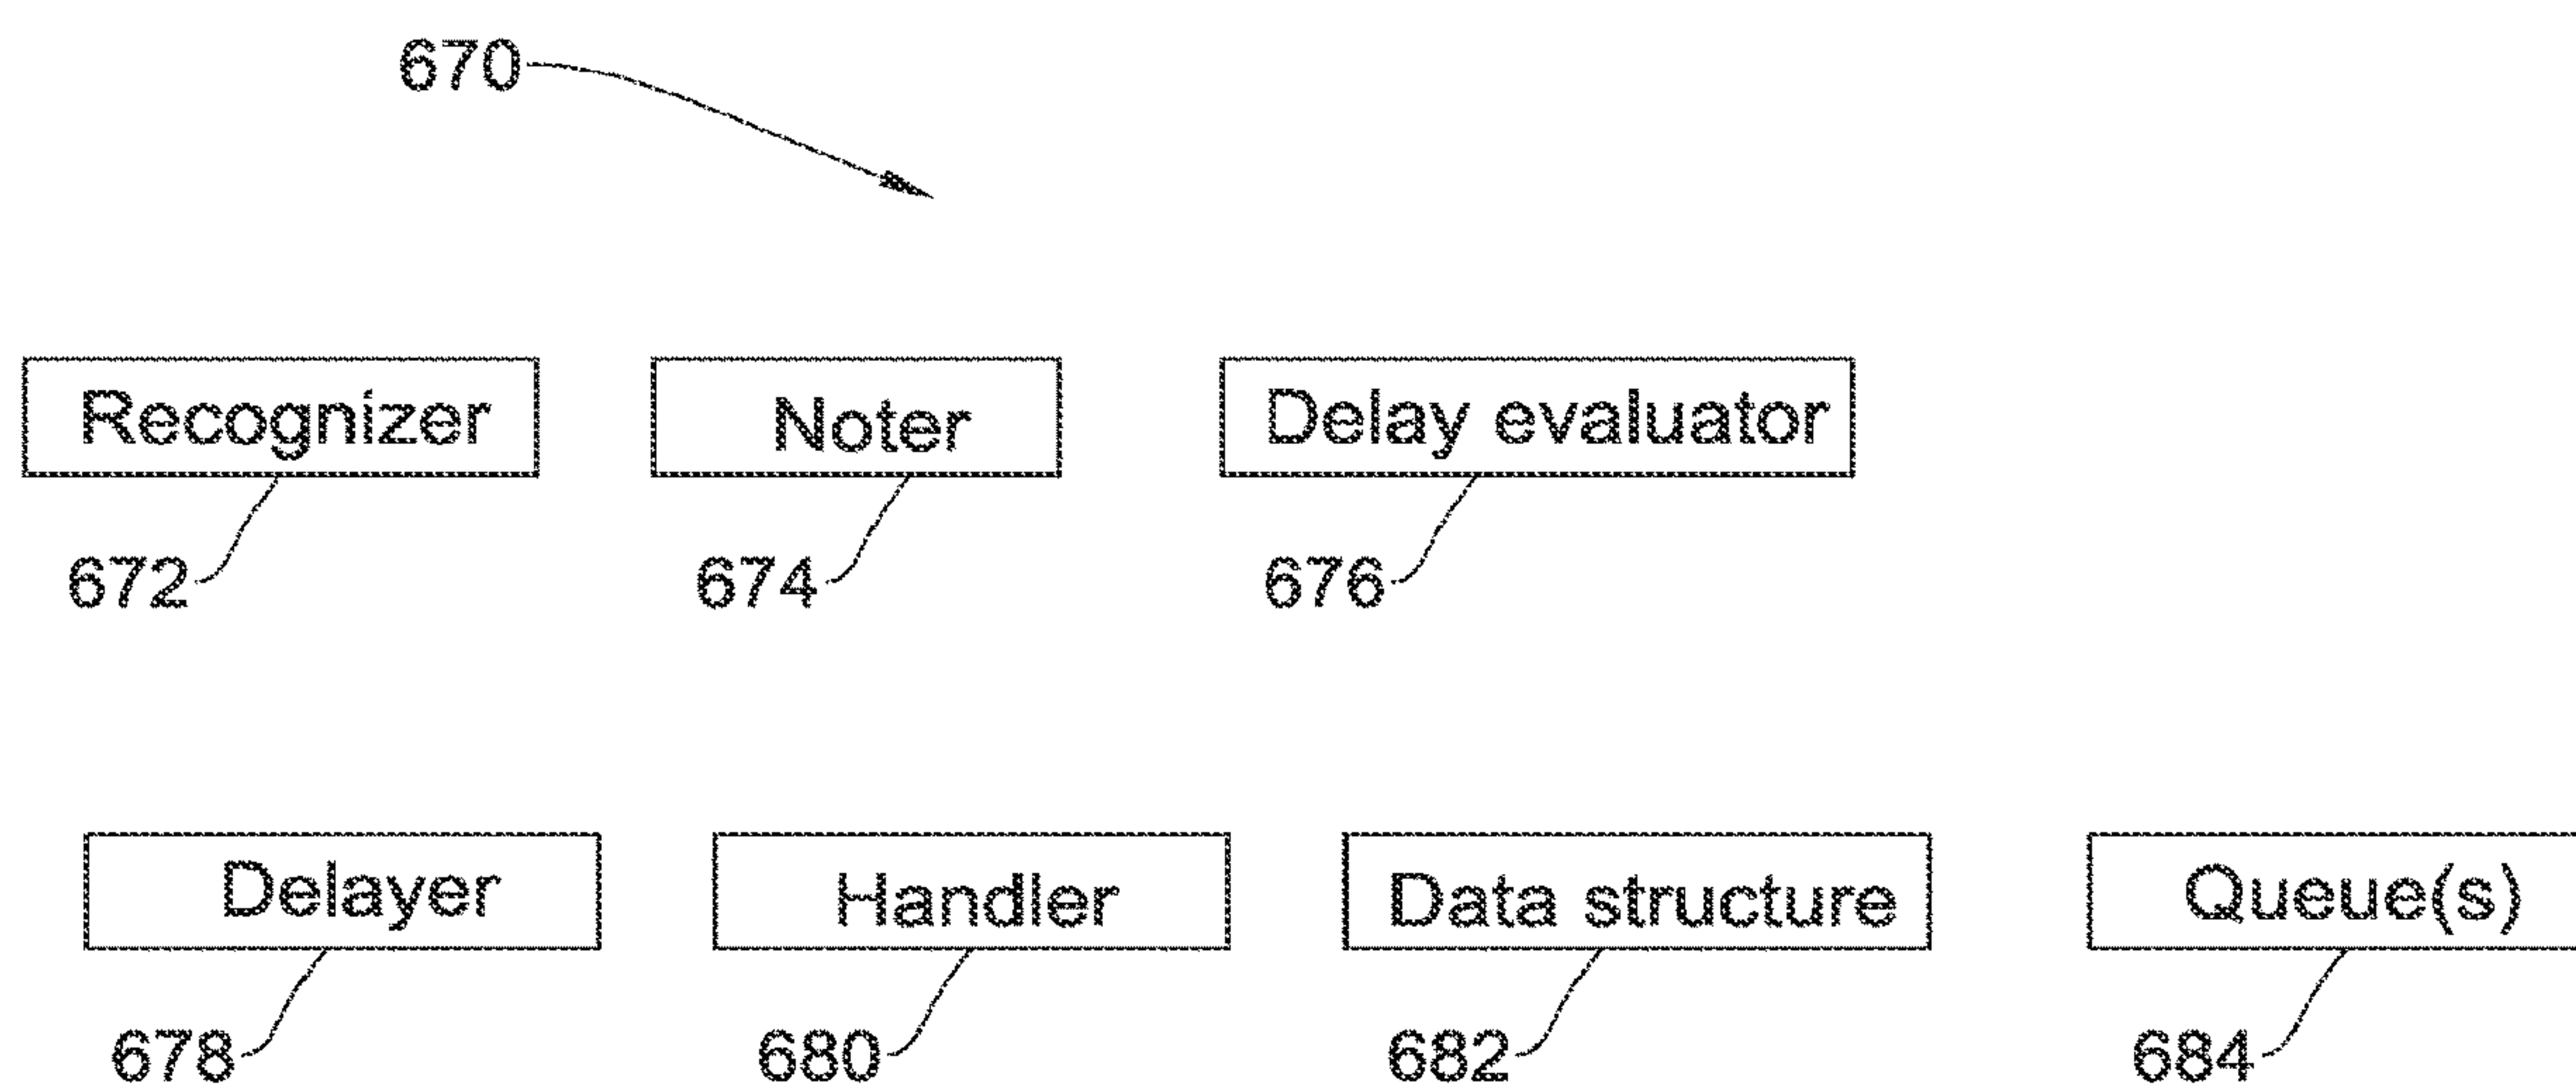 670
Recognizer
Noter
Delay evaluator
672
674
676
Delayer
Handler
Data structure
Queue(s)
678
680
682
684